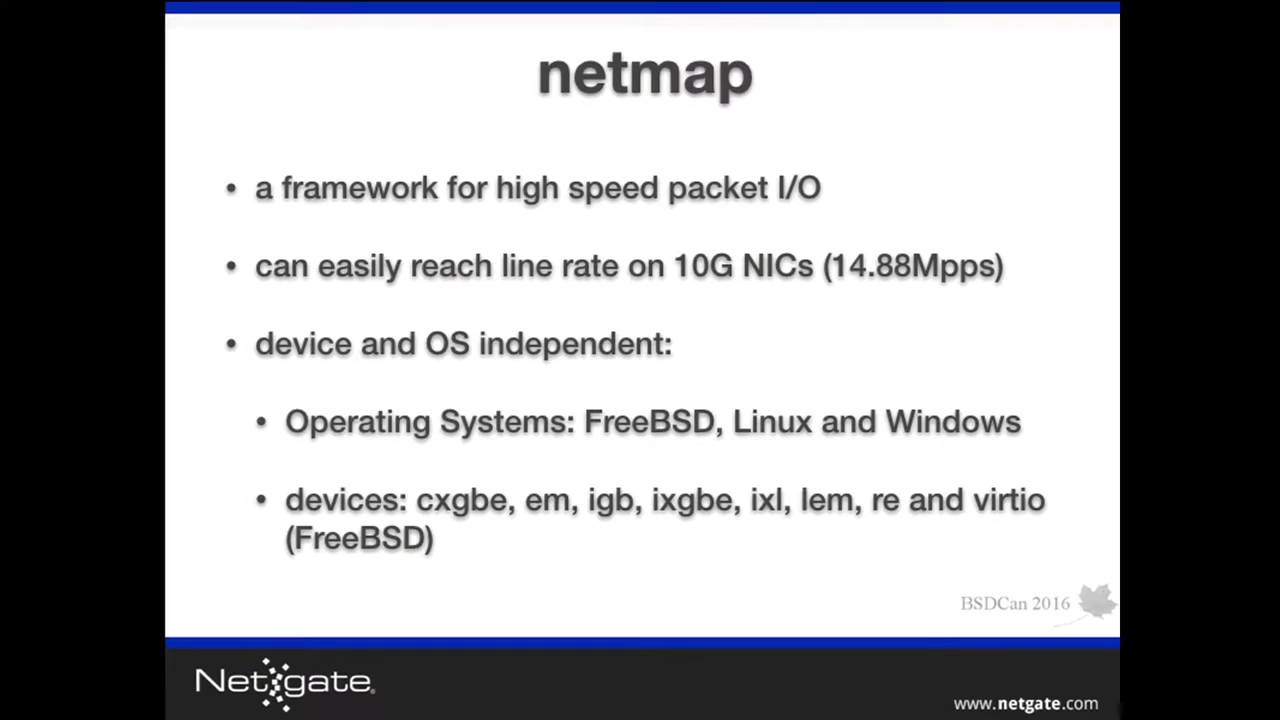 netmap
• a framework for high speed packet I/O
• can easily reach line rate on 10G NICs (14.88Mpps)
• device and OS independent:
• Operating Systems: FreeBSD, Linux and Windows
• devices: cxgbe, em, igb, ixgbe, ixl, lem, re and virtio
(FreeBSD)
BSDCan 2016
Netgate
www.netgate.com